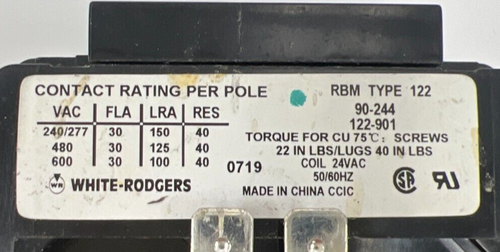 CONTACT RATING PER POLE
VAC FLA LRA RES
240/277 30 150 40
480 30 125 40
600 30 100 40
0719
WR WHITE-RODGERS
RBM TYPE 122
90-244
122-901
TORQUE FOR CU 75℃: SCREWS
22 IN LBS/LUGS 40 IN LBS
COIL 24VAC
50/60HZ
MADE IN CHINA CCIC